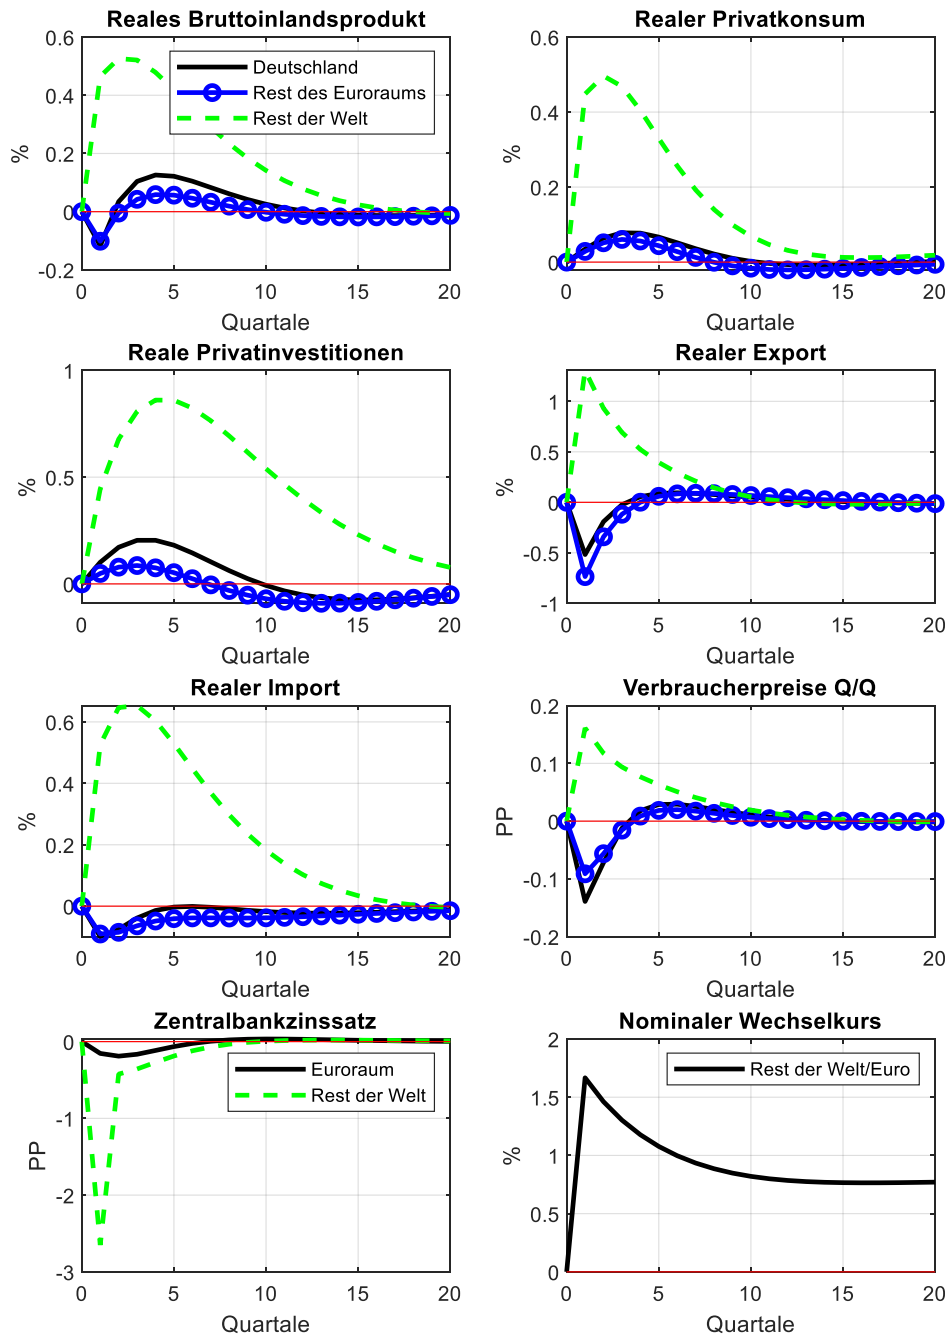 Reales Bruttoinlandsprodukt
0.6
0.4
0.2
0
-0.2
%
Deutschland
Rest des Euroraums
Rest der Welt
0 5 10 15 20
Quartale
Realer Privatkonsum
0.6
0.4
0.2
0
%
0 5 10 15 20
Quartale
Reale Privatinvestitionen
1
0.5
0
%
0 5 10 15 20
Quartale
Realer Export
1
0.5
0
-0.5
-1
%
0 5 10 15 20
Quartale
Realer Import
0.6
0.4
0.2
0
%
0 5 10 15 20
Quartale
Verbraucherpreise Q/Q
0.2
0.1
0
-0.1
-0.2
PP
0 5 10 15 20
Quartale
Zentralbankzinssatz
0
-1
-2
-3
PP
Euroraum
Rest der Welt
0 5 10 15 20
Quartale
Nominaler Wechselkurs
2
1.5
1
0.5
0
%
Rest der Welt/Euro
0 5 10 15 20
Quartale